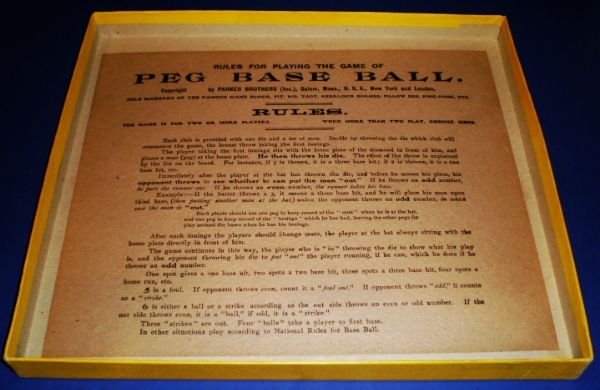 RULES FOR PLAYING THE GAME OF
PEG BASE BALL.
Copyright by PARKER BROTHERS (Inc.), Salem, Mass., U. S. A., New York and London.
SOLE MAKERS OF THE FAMOUS GAMES BLOCK, PIT, BID, TOOT, SHERLOCK HOLMES, PILLOW DEX, PING-PONG, ETC.
RULES.
THE GAME IS FOR TWO OR MORE PLAYERS. WHEN MORE THAN TWO PLAY, CHOOSE SIDES.
Each club is provided with one die and a set of men. Decide by throwing the die which club will
commence the game, the lowest throw taking the first innings.
The player taking the first innings sits with the home plate of the diamond in front of him, and
places a man (peg) at the home plate. He then throws his die. The effect of the throw is explained
by the list on the board. For instance, if 3 is thrown, it is a three base hit; if 2 is thrown, it is a two
base hit, etc.
Immediately after the player at the bat has thrown the die, and before he moves his piece, his
opponent throws to see whether he can put the man "out." If he throws an odd number,
he puts the runner out. If he throws an even number, the runner takes his base.
Example:—If the batter throws a 3, it means a three base hit, and he will place his man upon
third base, (then putting another man at the bat,) unless the opponent throws an odd number, in which
case the man is "out."
Each player should use one peg to keep record of the "outs" when he is at the bat,
and one peg to keep record of the "innings" which he has had, leaving the other pegs for
play around the bases when he has his innings.
After each innings the players should change seats, the player at the bat always sitting with the
home plate directly in front of him.
The game continues in this way, the player who is "in" throwing the die to show what his play
is, and the opponent throwing his die to put "out" the player running, if he can, which he does if he
throws an odd number.
One spot gives a one base hit, two spots a two base hit, three spots a three base hit, four spots a
home run, etc.
5 is a foul. If opponent throws even, count it a "foul out." If opponent throws "odd," it counts
as a "strike."
6 is either a ball or a strike according as the out side throws an even or odd number. If the
out side throws even, it is a "ball," if odd, it is a "strike."
Three "strikes" are out. Four "balls" take a player to first base.
In other situations play according to National Rules for Base Ball.